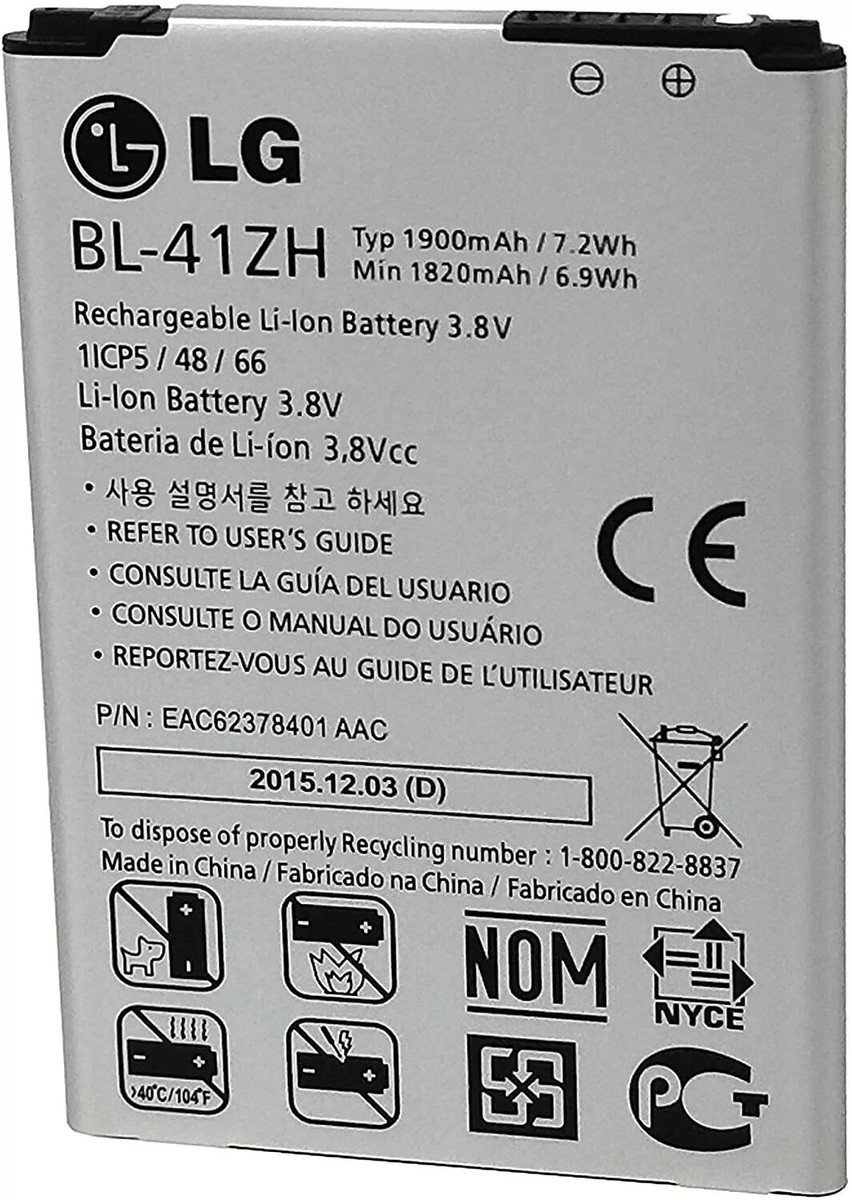 LG
BL-41ZH
Typ 1900mAh / 7.2Wh
Min 1820mAh / 6.9Wh
Rechargeable Li-Ion Battery 3.8V
1ICP5 / 48 / 66
Li-Ion Battery 3.8V
Bateria de Li-íon 3,8Vcc
• 사용 설명서를 참고 하세요
• REFER TO USER'S GUIDE
• CONSULTE LA GUÍA DEL USUARIO
• CONSULTE O MANUAL DO USUÁRIO
• REPORTEZ-VOUS AU GUIDE DE L'UTILISATEUR
CE
P/N : EAC62378401 AAC
2015.12.03 (D)
To dispose of properly Recycling number : 1-800-822-8837
Made in China / Fabricado na China / Fabricado en China
NOM
NYCE
>40°C/104°F
PCT